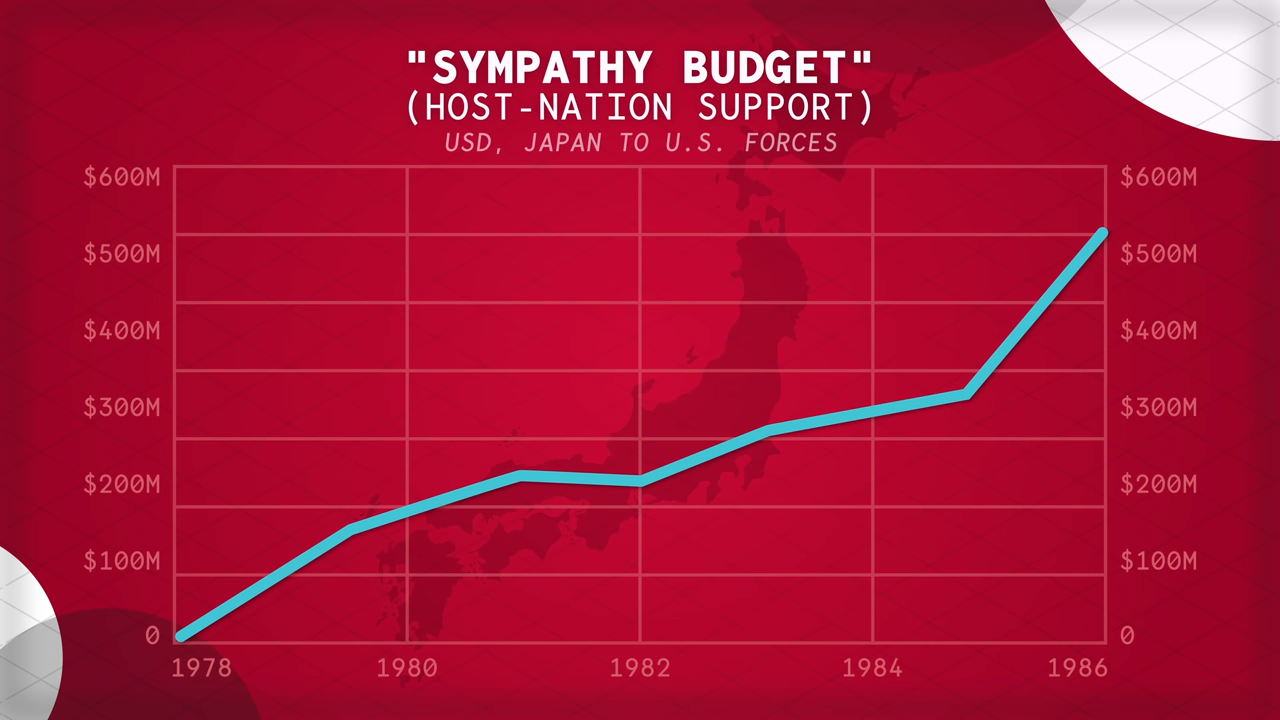 "SYMPATHY BUDGET"
(HOST-NATION SUPPORT)
USD, JAPAN TO U.S. FORCES
$600M $600M
$500M $500M
$400M $400M
$300M $300M
$200M $200M
$100M $100M
0 0
1978 1980 1982 1984 1986